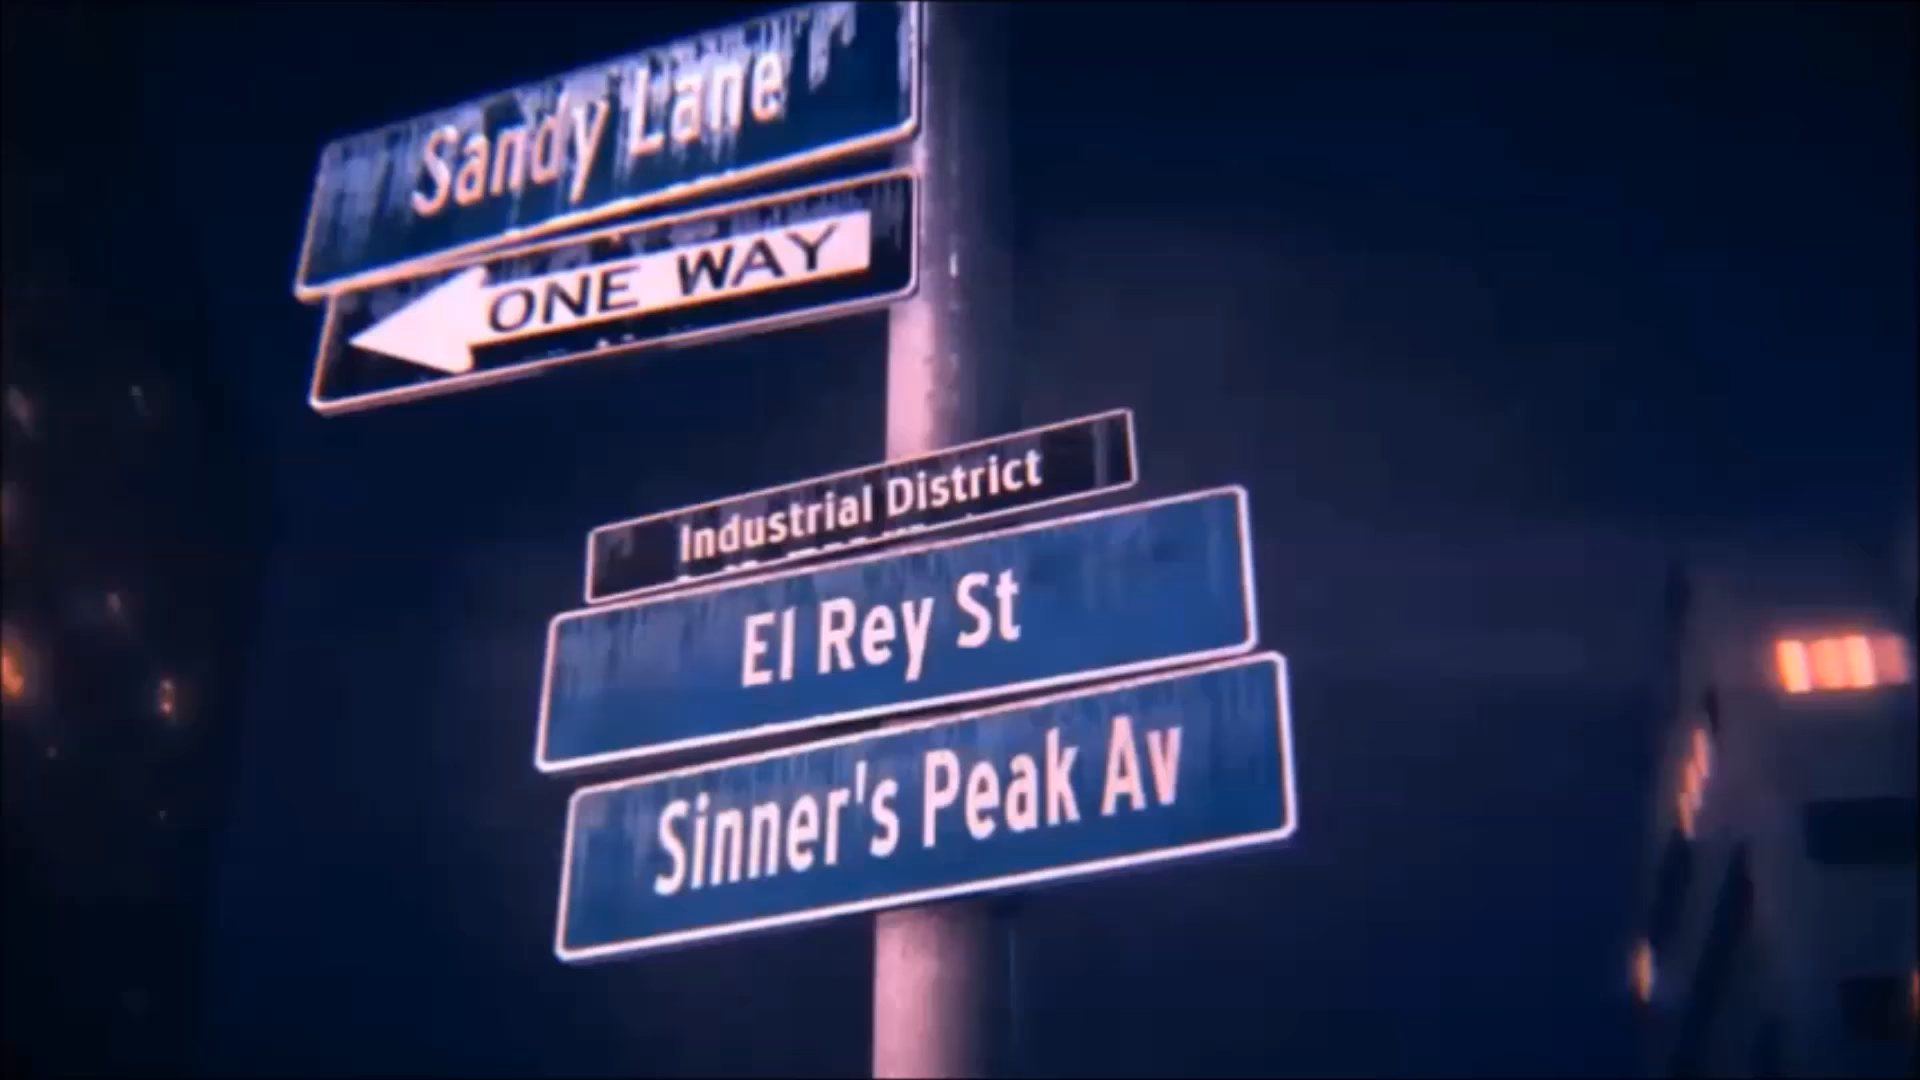 Sandy Lane
ONE WAY
Industrial District
El Rey St
Sinner's Peak Av